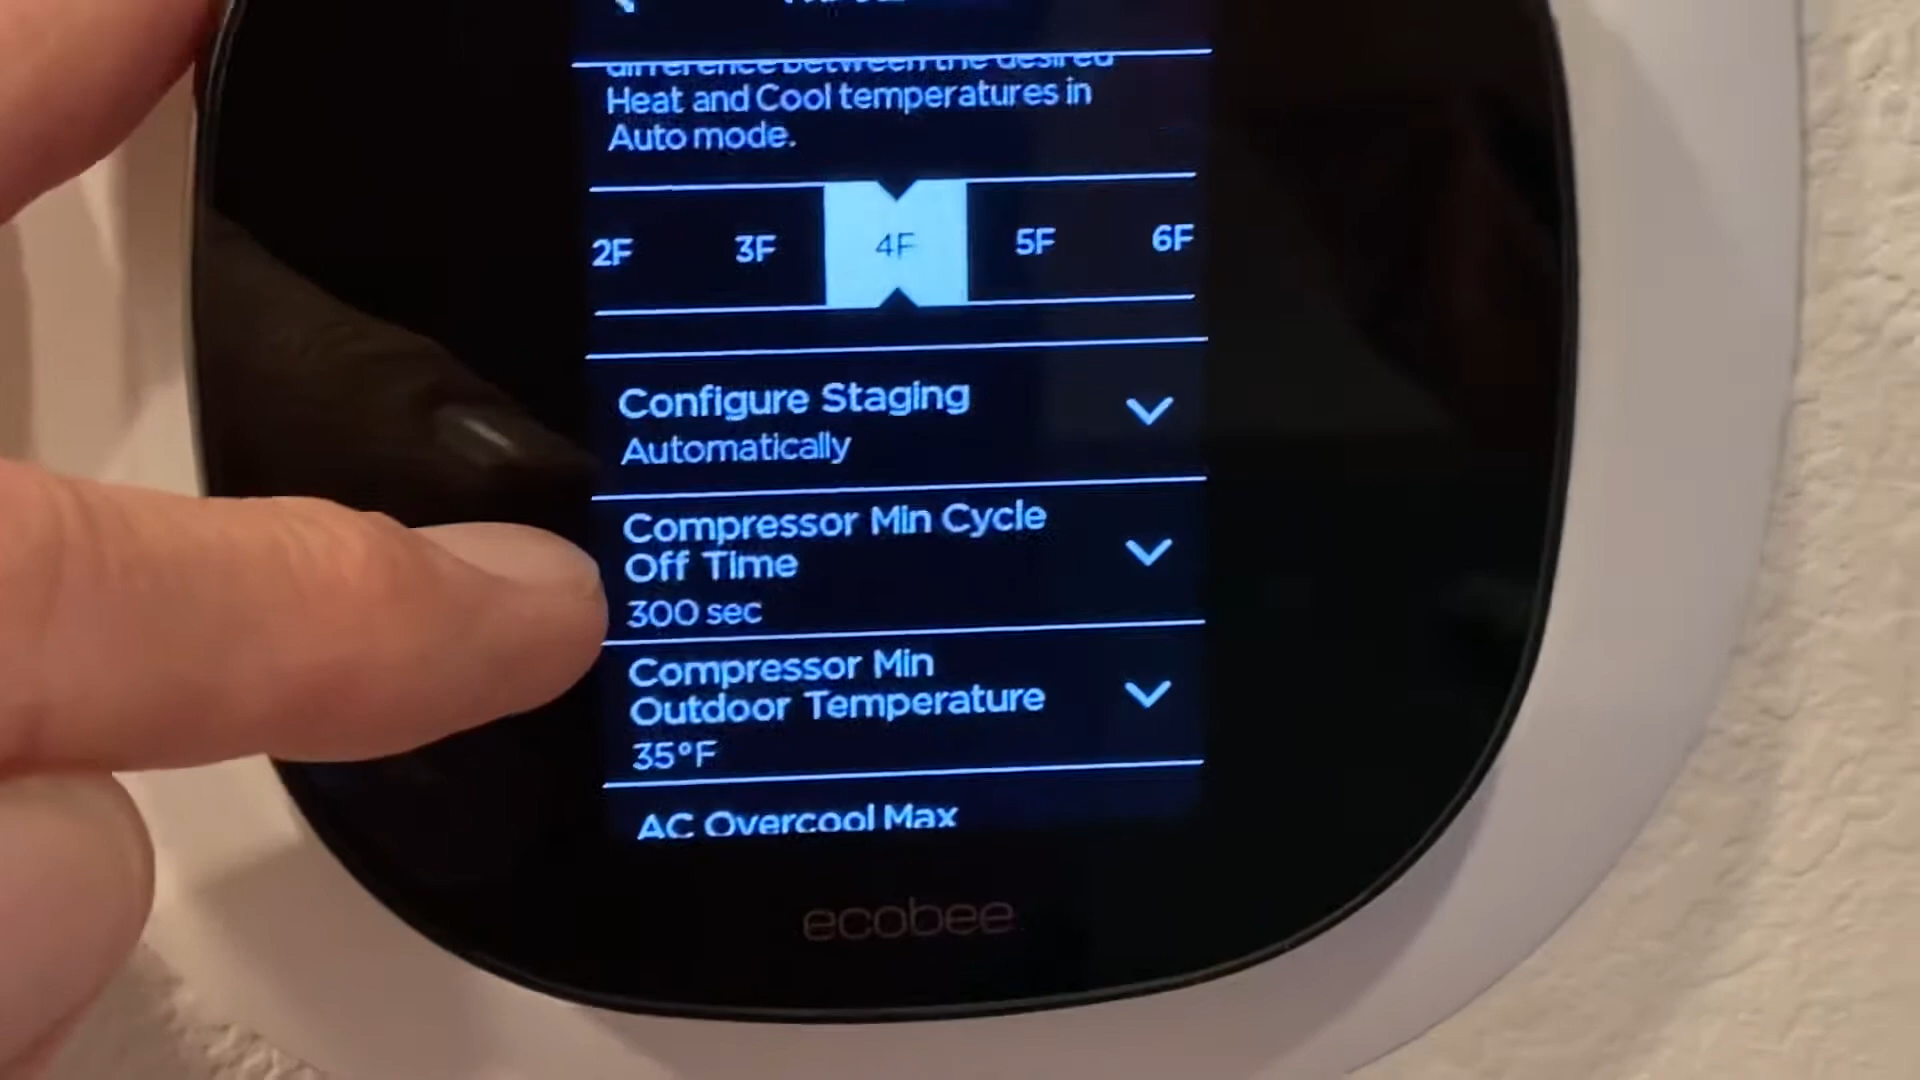 difference between the desired
Heat and Cool temperatures in
Auto mode.
2F 3F 4F 5F 6F
Configure Staging
Automatically
Compressor Min Cycle
Off Time
300 sec
Compressor Min
Outdoor Temperature
35°F
AC Overcool Max
ecobee